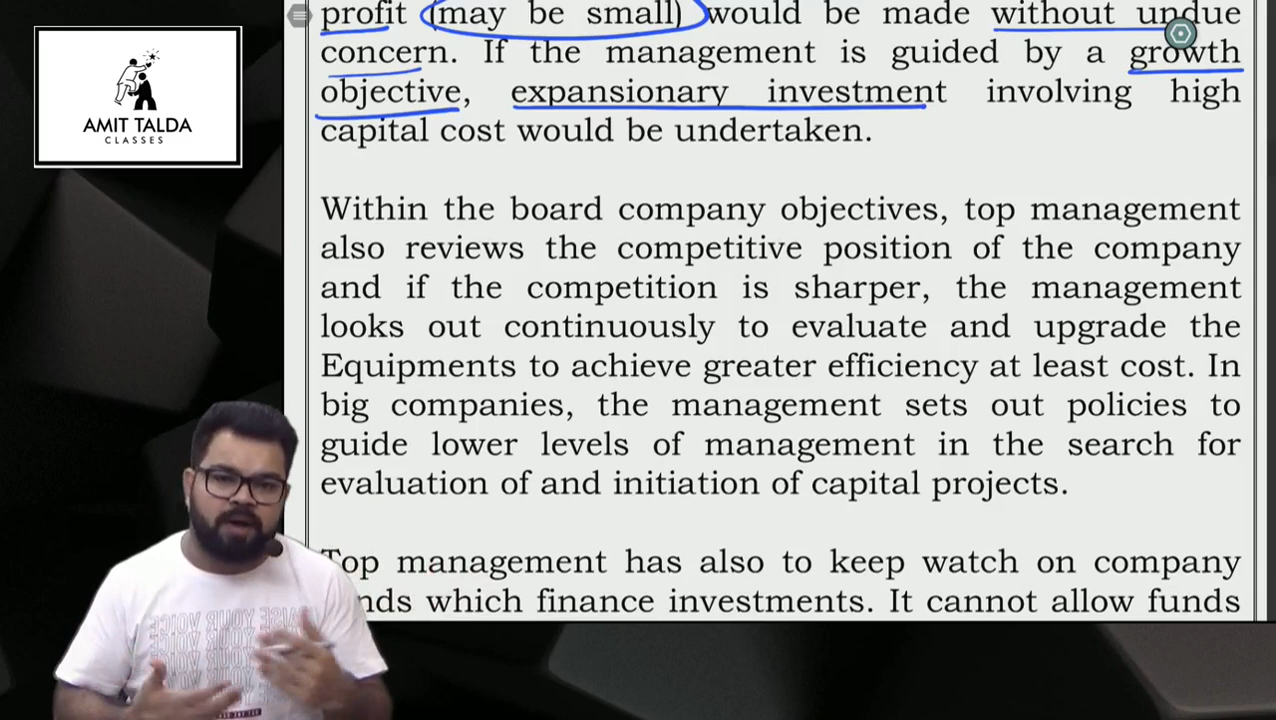 profit (may be small) would be made without undue
concern. If the management is guided by a growth
objective, expansionary investment involving high
capital cost would be undertaken.
Within the board company objectives, top management
also reviews the competitive position of the company
and if the competition is sharper, the management
looks out continuously to evaluate and upgrade the
Equipments to achieve greater efficiency at least cost. In
big companies, the management sets out policies to
guide lower levels of management in the search for
evaluation of and initiation of capital projects.
Top management has also to keep watch on company
nds which finance investments. It cannot allow funds
AMIT TALDA
CLASSES